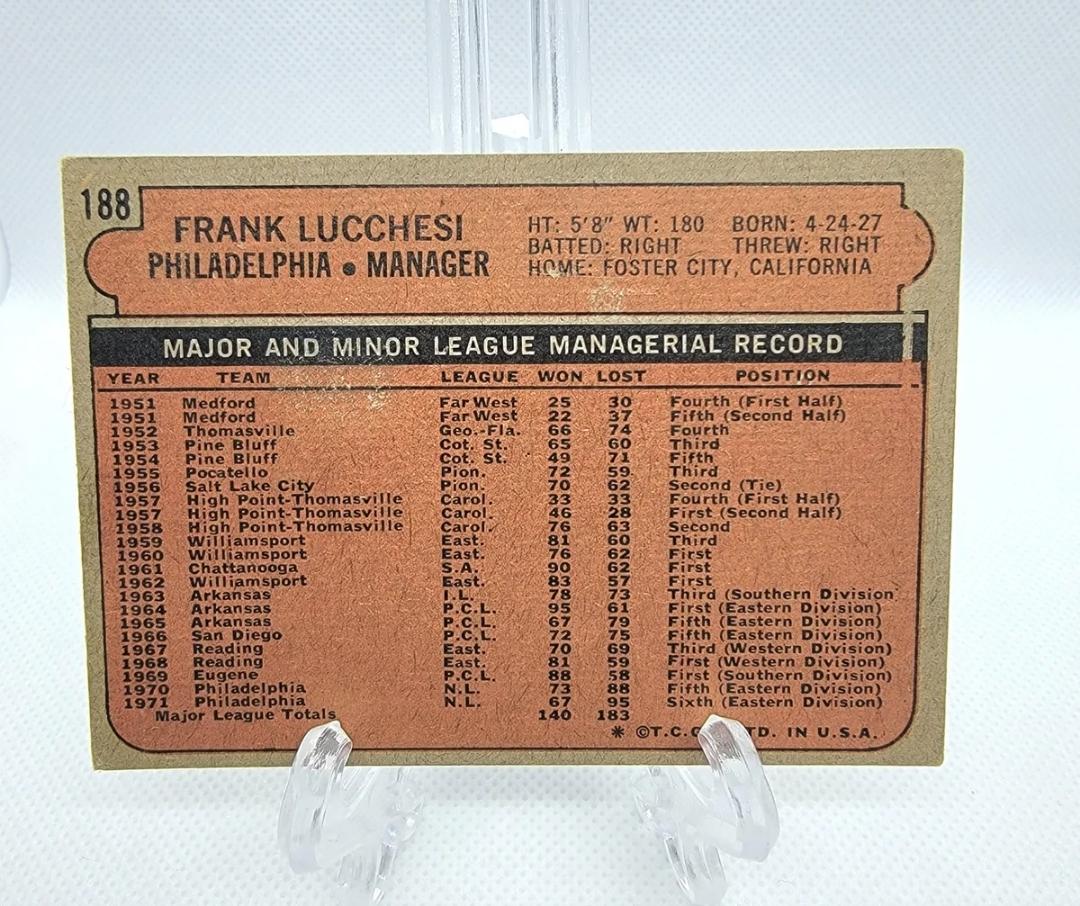 188
FRANK LUCCHESI
PHILADELPHIA • MANAGER
HT: 5'8" WT: 180 BORN: 4-24-27
BATTED: RIGHT THREW: RIGHT
HOME: FOSTER CITY, CALIFORNIA
MAJOR AND MINOR LEAGUE MANAGERIAL RECORD
YEAR TEAM LEAGUE WON LOST POSITION
1951 Medford Far West 25 30 Fourth (First Half)
1951 Medford Far West 22 37 Fifth (Second Half)
1952 Thomasville Geo.-Fla. 66 74 Fourth
1953 Pine Bluff Cot. St. 65 60 Third
1954 Pine Bluff Cot. St. 49 71 Fifth
1955 Pocatello Pion. 72 59 Third
1956 Salt Lake City Pion. 70 62 Second (Tie)
1957 High Point-Thomasville Carol. 33 33 Fourth (First Half)
1957 High Point-Thomasville Carol. 46 28 First (Second Half)
1958 High Point-Thomasville Carol. 76 63 Second
1959 Williamsport East. 81 60 Third
1960 Williamsport East. 76 62 First
1961 Chattanooga S.A. 90 62 First
1962 Williamsport East. 83 57 First
1963 Arkansas I.L. 78 73 Third (Southern Division)
1964 Arkansas P.C.L. 95 61 First (Eastern Division)
1965 Arkansas P.C.L. 67 79 Fifth (Eastern Division)
1966 San Diego P.C.L. 72 75 Fifth (Eastern Division)
1967 Reading East. 70 69 Third (Western Division)
1968 Reading East. 81 59 First (Western Division)
1969 Eugene P.C.L. 88 58 First (Southern Division)
1970 Philadelphia N.L. 73 88 Fifth (Eastern Division)
1971 Philadelphia N.L. 67 95 Sixth (Eastern Division)
Major League Totals 140 183
* ©T.C.G. IN U.S.A.